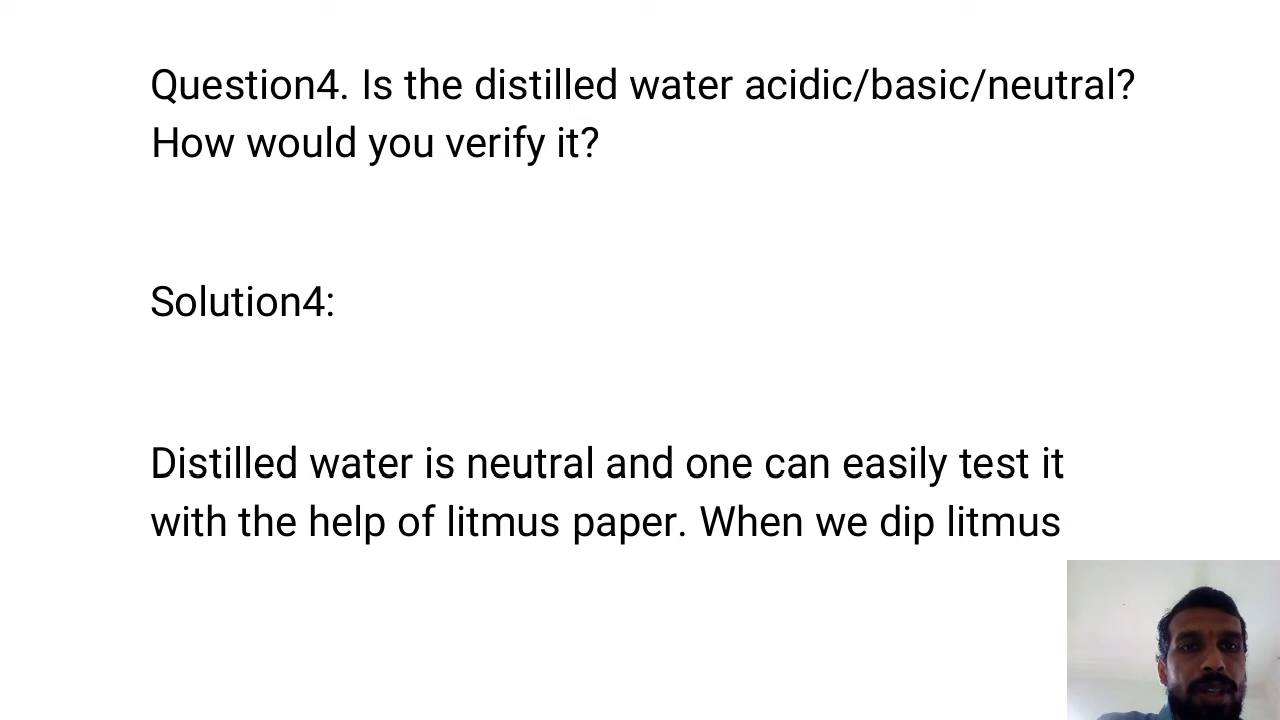 Question4. Is the distilled water acidic/basic/neutral?
How would you verify it?
Solution4:
Distilled water is neutral and one can easily test it
with the help of litmus paper. When we dip litmus